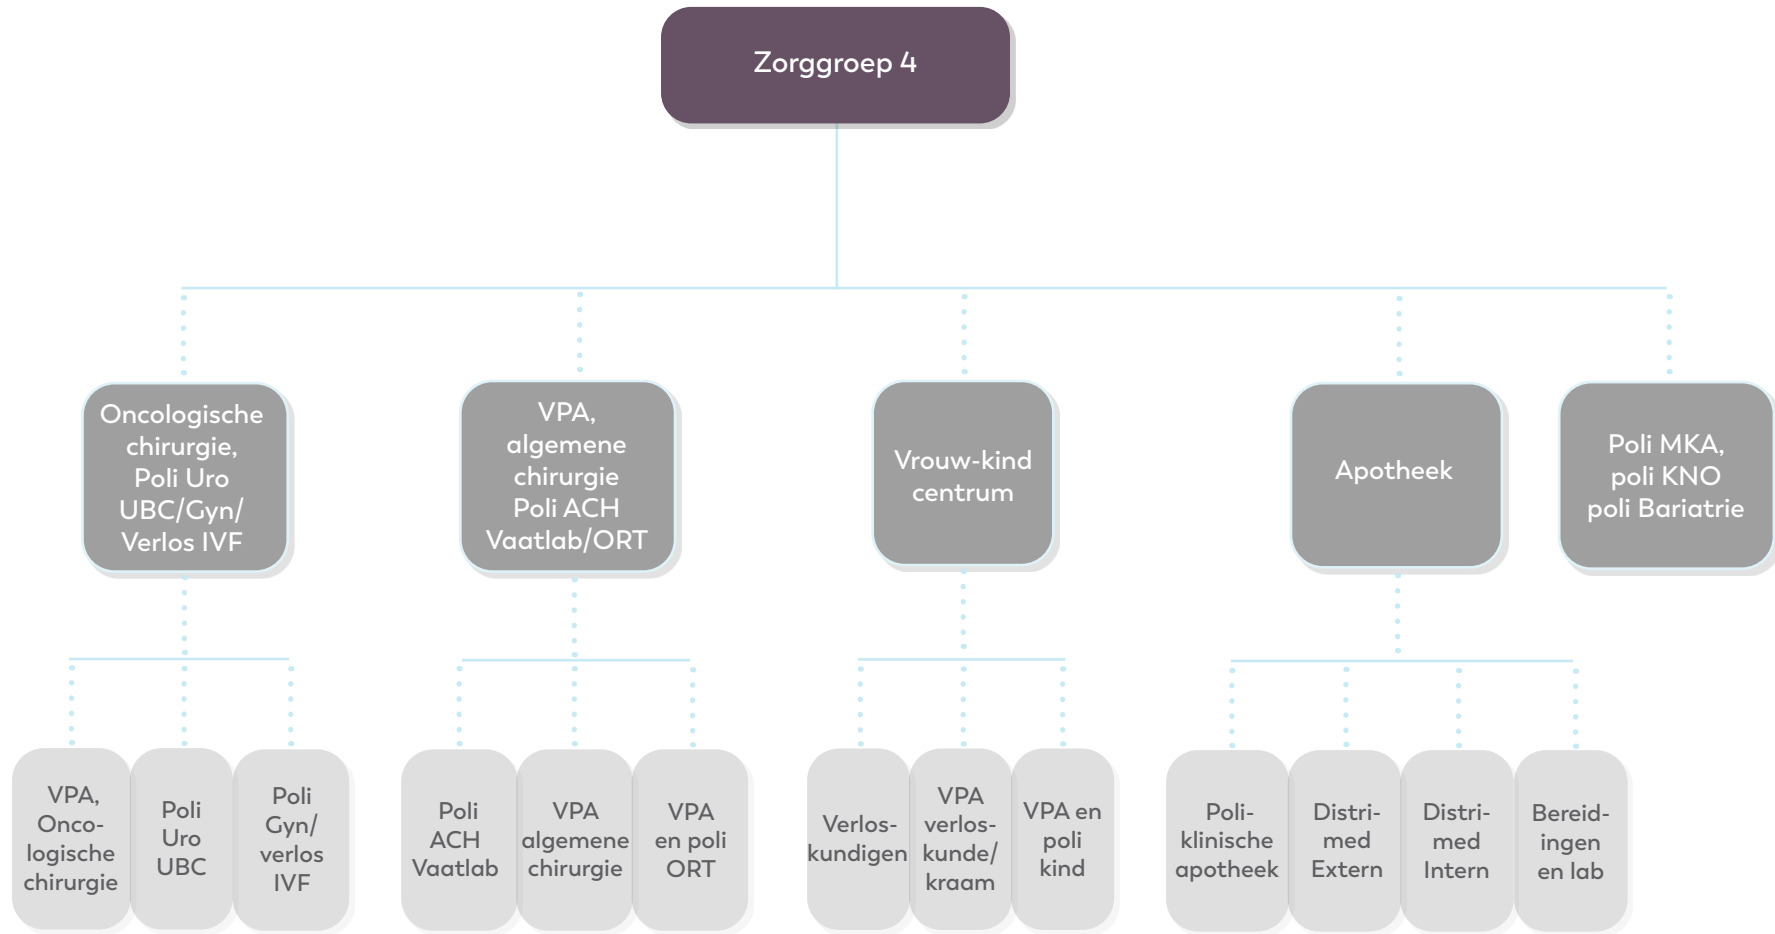 Zorggroep 4
Oncologische
chirurgie,
Poli Uro
UBC/Gyn/
Verlos IVF
VPA,
algemene
chirurgie
Poli ACH
Vaatlab/ORT
Vrouw-kind
centrum
Apotheek
Poli MKA,
poli KNO
poli Bariatrie
VPA,
Onco-
logische
chirurgie
Poli
Uro
UBC
Poli
Gyn/
verlos
IVF
Poli
ACH
Vaatlab
VPA
algemene
chirurgie
VPA
en poli
ORT
Verlos-
kundigen
VPA
verlos-
kunde/
kraam
VPA en
poli
kind
Poli-
klinische
apotheek
Distri-
med
Extern
Distri-
med
Intern
Bereid-
ingen
en lab